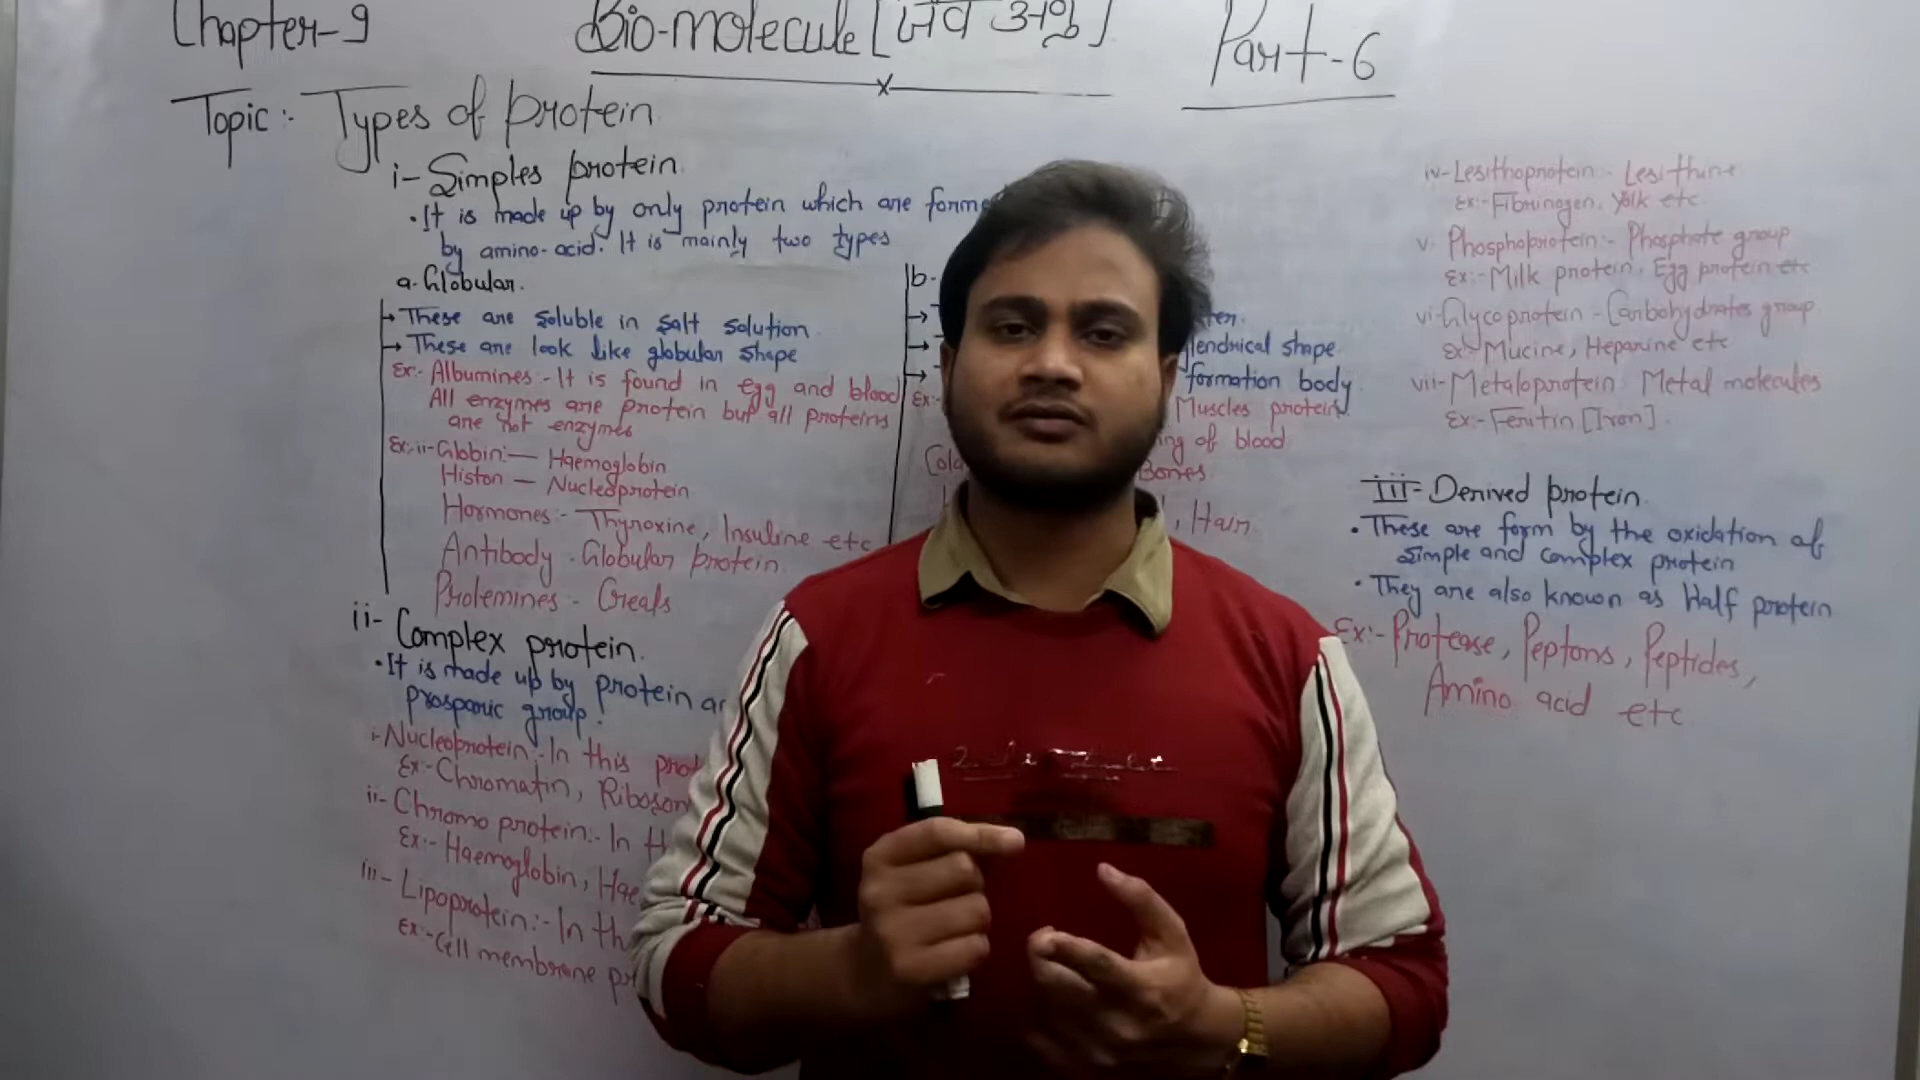 Chapter-9
Bio-molecule [जैव अणु]
Part-6
Topic:- Types of protein
i- Simples protein.
• It is made up by only protein which are forme
by amino-acid. It is mainly two types
a. Globular.
→ These are soluble in salt solution.
→ These are look like globular shape
Ex:- Albumines:- It is found in egg and blood
All enzymes are protein but all proteins
are not enzymes
Ex:-ii- Globin:— Haemoglobin
Histon — Nucleoprotein
Hormones:- Thyroxine, Insuline etc
Antibody - Globular protein.
Prolemines -
b-
→
→
→
Ex:-
lendrical shape.
formation body.
Muscles protein.
ing of blood
Bones
, Hair.
ii- Complex protein.
• It is made up by protein
prosparic group.
i- Nucleoprotein:- In this prot
Ex:- Chromatin, Riboson
ii- Chromo protein:- In
Ex:- Haemoglobin, Hae
iii- Lipoprotein:- In th
Ex:- Cell membrane pr
iv- Lesithoprotein:- Lesithine
Ex:- Fibrinogen, Yolk etc.
v. Phosphoprotein:- Phosphate group
Ex:- Milk protein, Egg protein etc
vi- Glycoprotein - Carbohydrates group.
Ex:- Mucine, Heparine etc
vii- Metaloprotein: Metal molecules
Ex:- Ferritin [Iron].
III- Derived protein.
• These are form by the oxidation of
simple and complex protein
• They are also known as Half protein
Ex:- Protease, Peptons, Peptides,
Amino acid etc